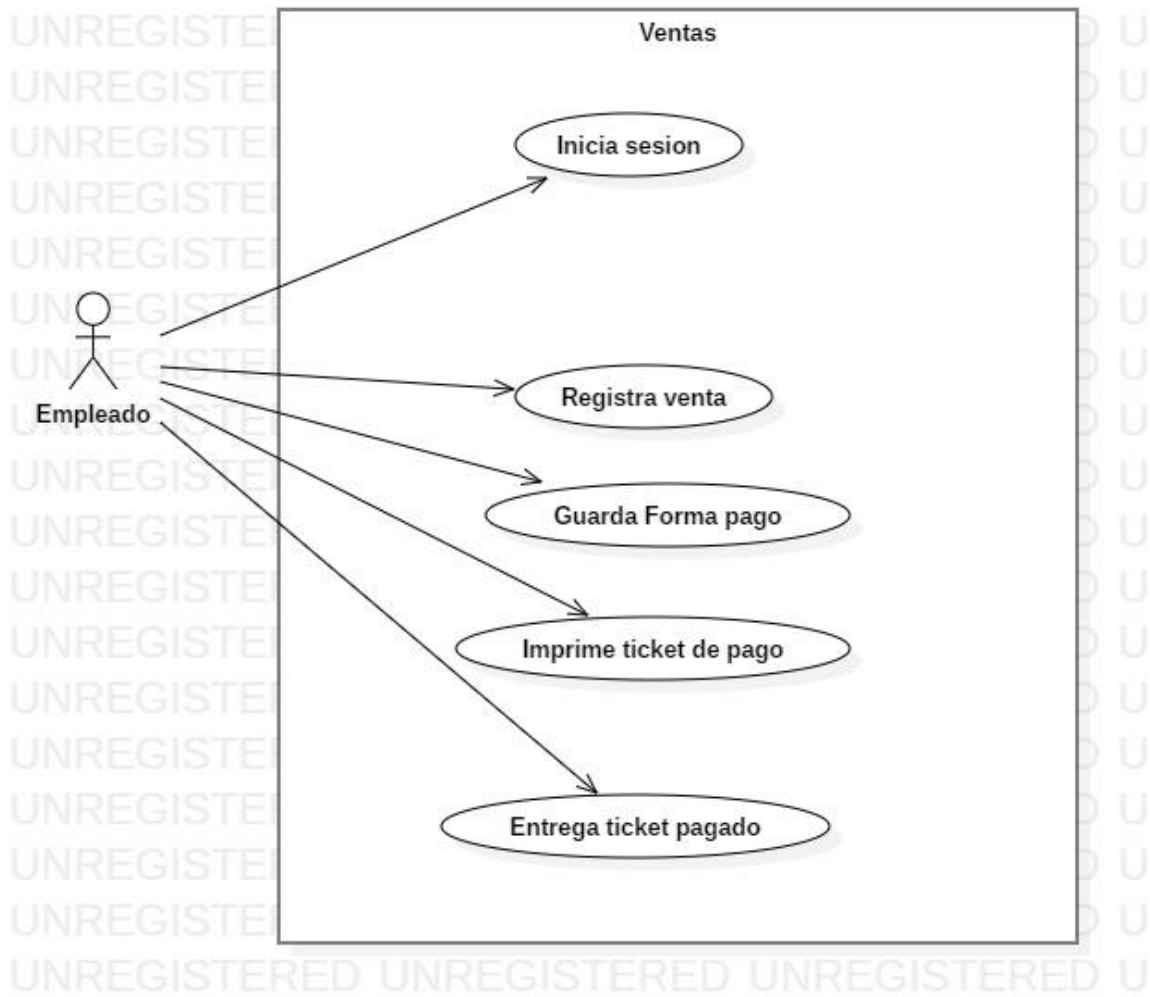 Ventas
Inicia sesion
Registra venta
Empleado
Guarda Forma pago
Imprime ticket de pago
Entrega ticket pagado
UNREGISTERED UNREGISTERED UNREGISTERED U